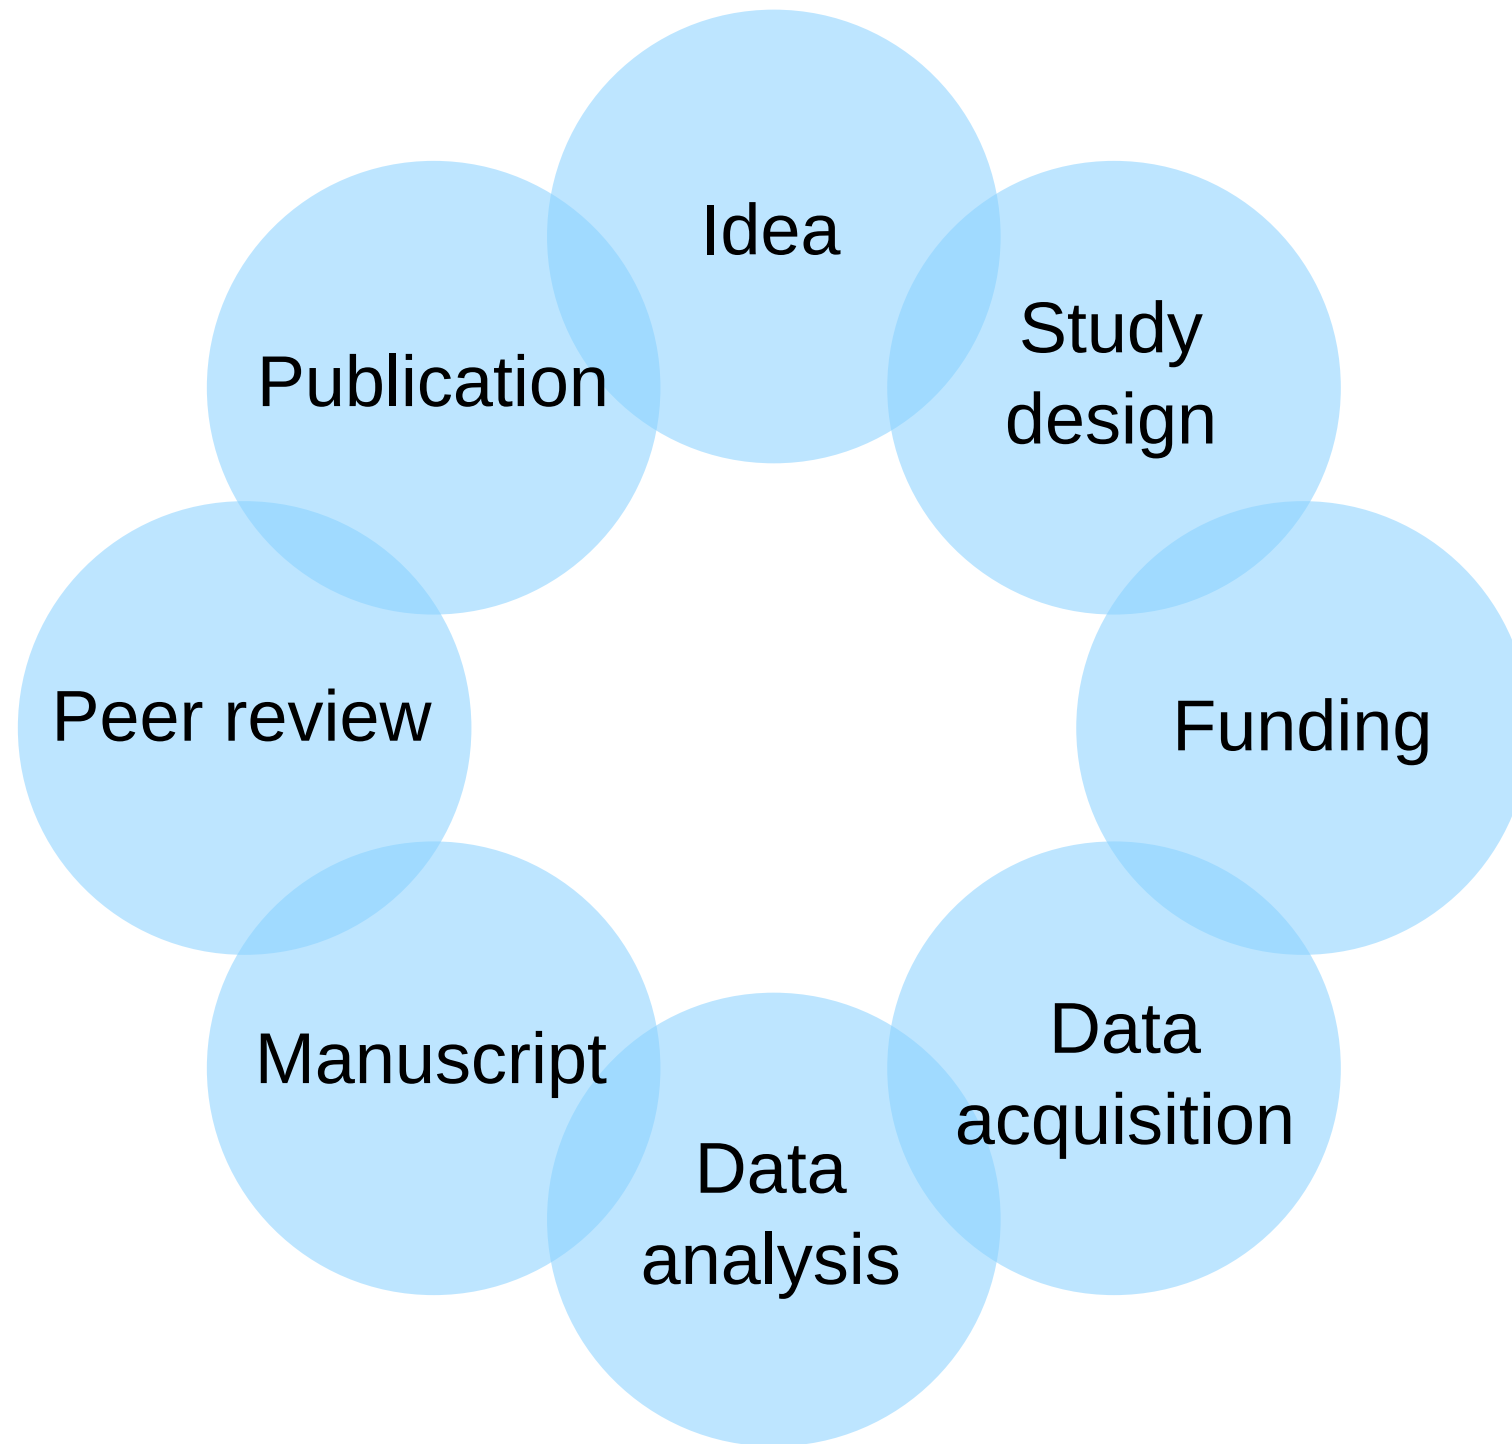 Idea
Study
design
Funding
Data
acquisition
Data
analysis
Manuscript
Peer review
Publication